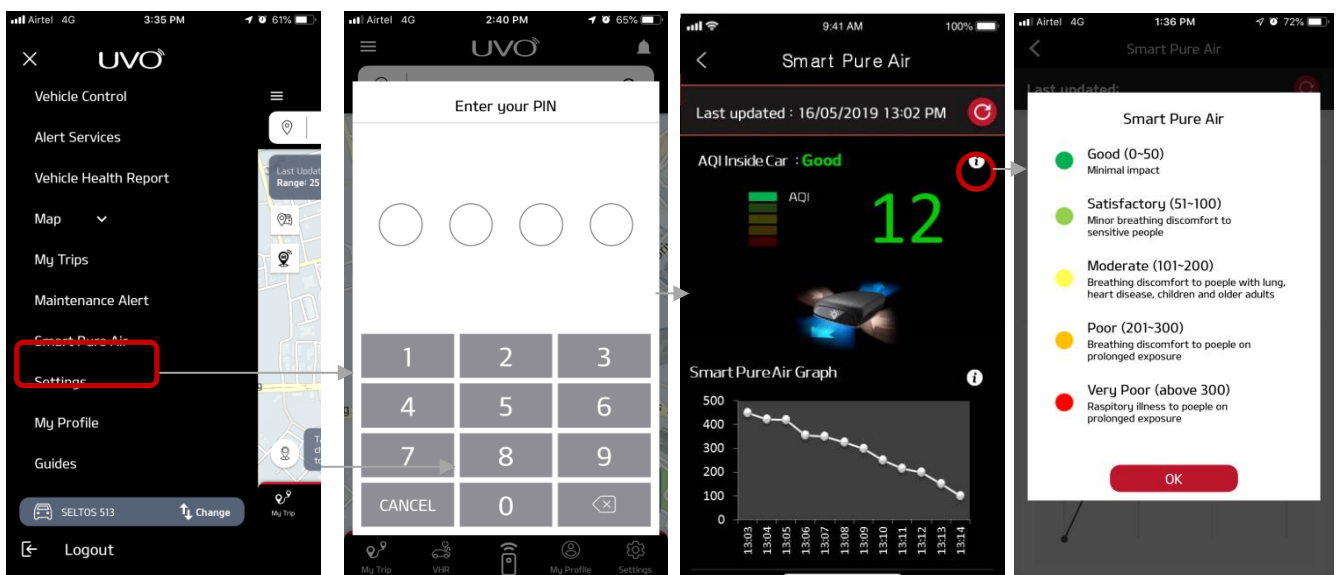 Airtel 4G 3:35 PM 61%
UVO
Vehicle Control
Alert Services
Vehicle Health Report
Map
My Trips
Maintenance Alert
Smart Pure Air
Settings
My Profile
Guides
SELTOS 513 Change
Logout
Last Updat
Range: 25
My Trip
Airtel 4G 2:40 PM 65%
UVO
Enter your PIN
1 2 3
4 5 6
7 8 9
CANCEL 0
My Trip VHR My Profile Settings
9:41 AM 100%
Smart Pure Air
Last updated : 16/05/2019 13:02 PM
AQI Inside Car : Good
AQI
12
Smart Pure Air Graph
500
400
300
200
100
0
13:03 13:04 13:05 13:06 13:07 13:08 13:09 13:10 13:11 13:12 13:13 13:14
Airtel 4G 1:36 PM 72%
Smart Pure Air
Last updated:
Smart Pure Air
Good (0~50)
Minimal impact
Satisfactory (51~100)
Minor breathing discomfort to
sensitive people
Moderate (101~200)
Breathing discomfort to poeple with lung,
heart disease, children and older adults
Poor (201~300)
Breathing discomfort to poeple on
prolonged exposure
Very Poor (above 300)
Raspitory illness to poeple on
prolonged exposure
OK